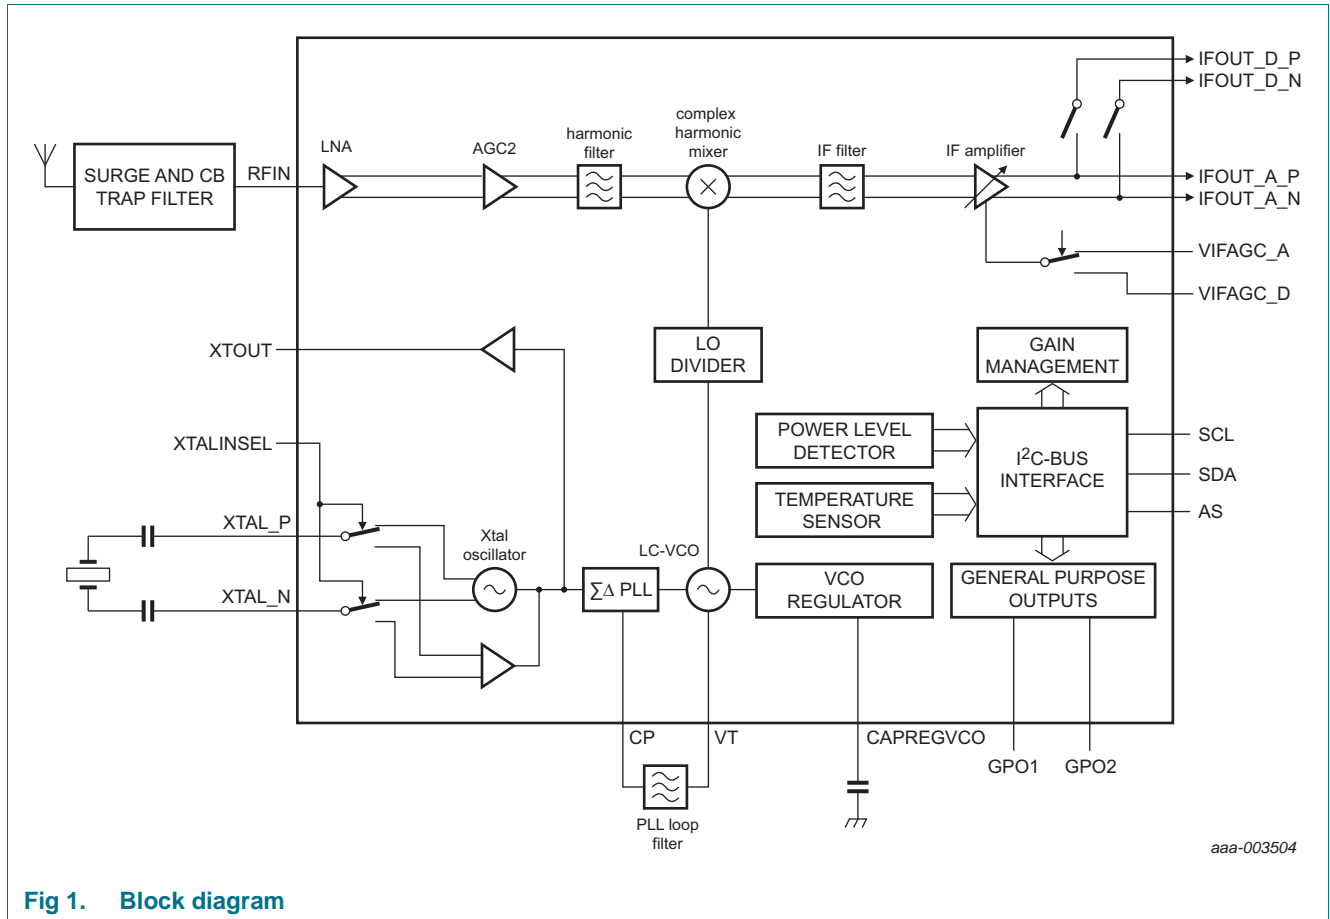 IFOUT_D_P
IFOUT_D_N
complex
harmonic
mixer
harmonic
filter
LNA
AGC2
IF filter
IF amplifier
SURGE AND CB
TRAP FILTER
RFIN
IFOUT_A_P
IFOUT_A_N
VIFAGC_A
VIFAGC_D
XTOUT
LO
DIVIDER
GAIN
MANAGEMENT
XTALINSEL
POWER LEVEL
DETECTOR
I2C-BUS
INTERFACE
SCL
SDA
AS
TEMPERATURE
SENSOR
XTAL_P
Xtal
oscillator
LC-VCO
XTAL_N
∑Δ PLL
VCO
REGULATOR
GENERAL PURPOSE
OUTPUTS
CP
VT
CAPREGVCO
GPO1
GPO2
PLL loop
filter
aaa-003504
Fig 1. Block diagram